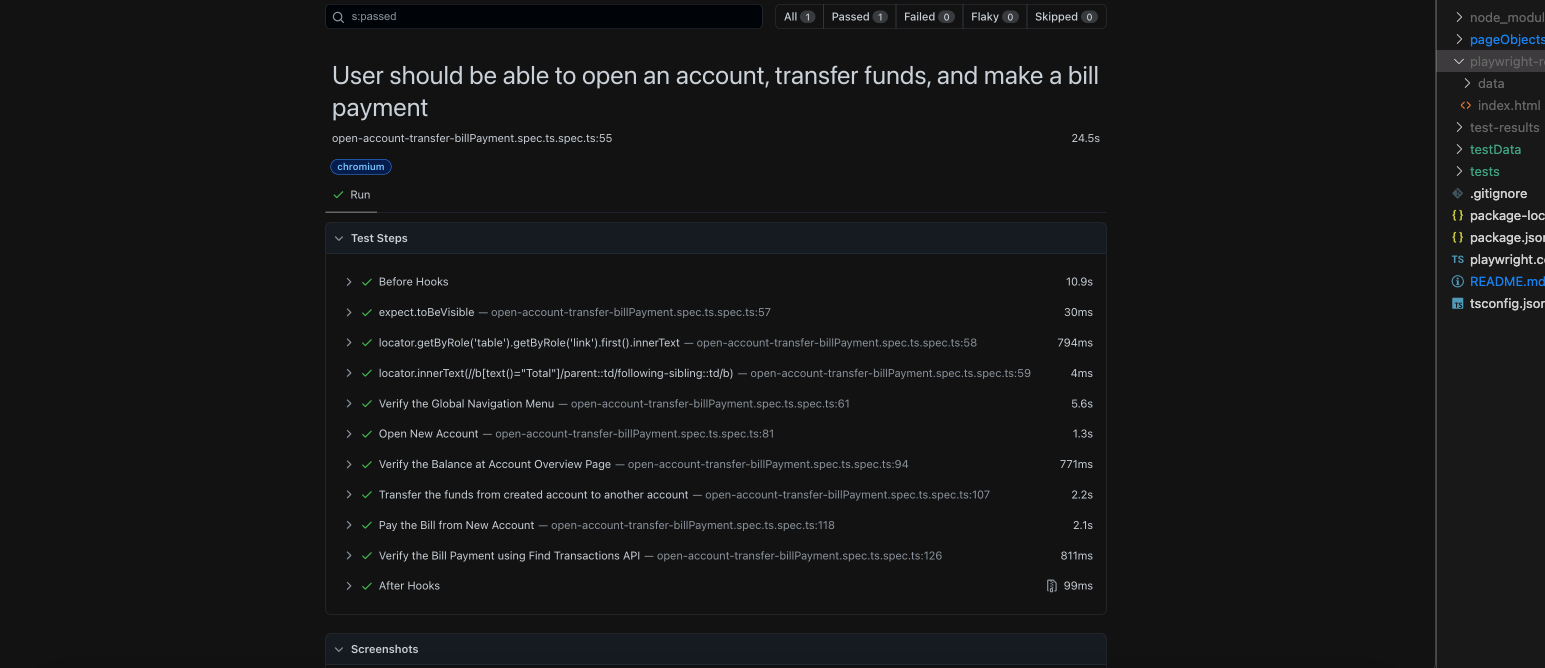 s:passed
All 1 Passed 1 Failed 0 Flaky 0 Skipped 0
User should be able to open an account, transfer funds, and make a bill
payment
open-account-transfer-billPayment.spec.ts.spec.ts:55 24.5s
chromium
Run
Test Steps
Before Hooks 10.9s
expect.toBeVisible — open-account-transfer-billPayment.spec.ts.spec.ts:57 30ms
locator.getByRole('table').getByRole('link').first().innerText — open-account-transfer-billPayment.spec.ts.spec.ts:58 794ms
locator.innerText(//b[text()="Total"]/parent::td/following-sibling::td/b) — open-account-transfer-billPayment.spec.ts.spec.ts:59 4ms
Verify the Global Navigation Menu — open-account-transfer-billPayment.spec.ts.spec.ts:61 5.6s
Open New Account — open-account-transfer-billPayment.spec.ts.spec.ts:81 1.3s
Verify the Balance at Account Overview Page — open-account-transfer-billPayment.spec.ts.spec.ts:94 771ms
Transfer the funds from created account to another account — open-account-transfer-billPayment.spec.ts.spec.ts:107 2.2s
Pay the Bill from New Account — open-account-transfer-billPayment.spec.ts.spec.ts:118 2.1s
Verify the Bill Payment using Find Transactions API — open-account-transfer-billPayment.spec.ts.spec.ts:126 811ms
After Hooks 99ms
Screenshots
node_modul
pageObjects
playwright-r
data
index.html
test-results
testData
tests
.gitignore
{} package-loc
{} package.jso
TS playwright.c
README.md
TS tsconfig.jsor